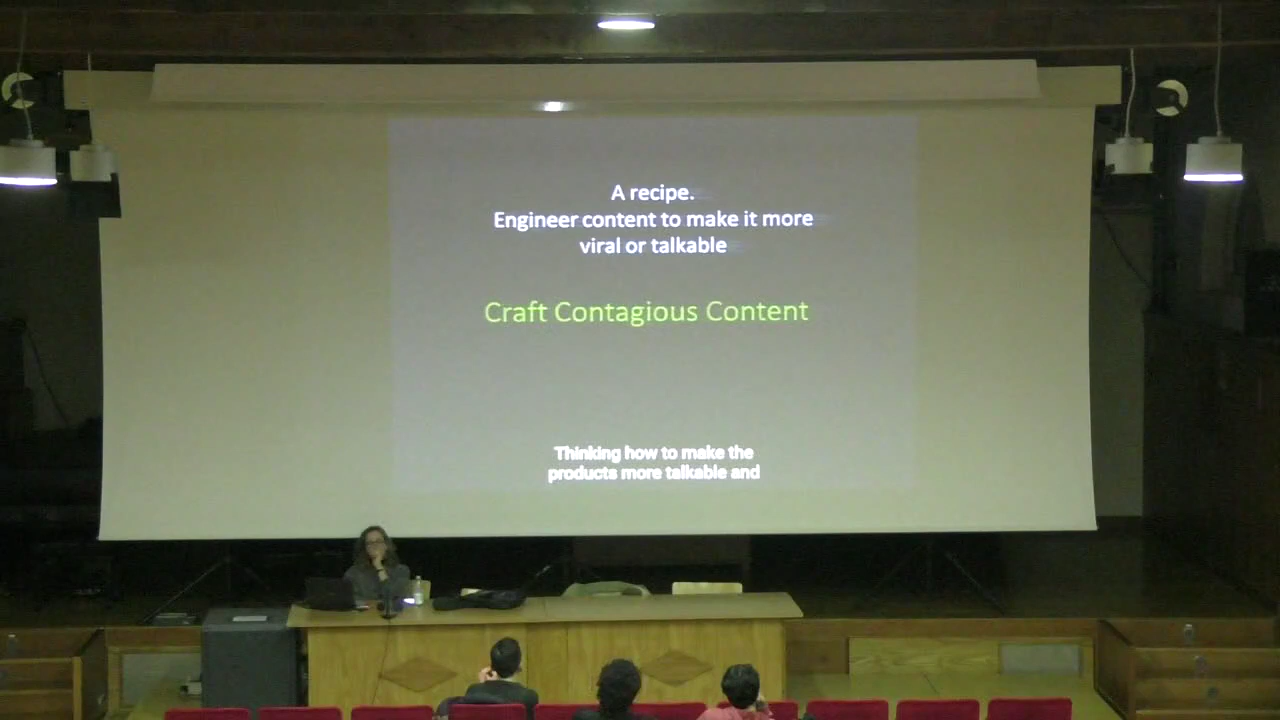 A recipe.
Engineer content to make it more
viral or talkable
Craft Contagious Content
Thinking how to make the
products more talkable and